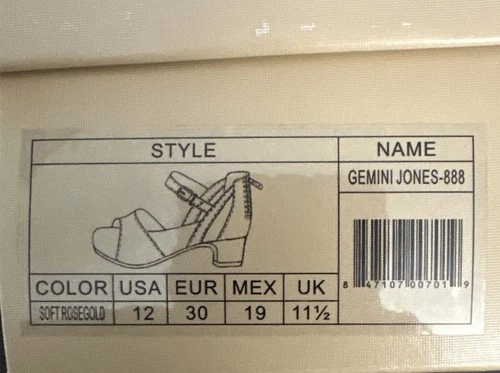 STYLE NAME
GEMINI JONES-888
COLOR USA EUR MEX UK
SOFT ROSEGOLD 12 30 19 11½
8 47107 00701 9